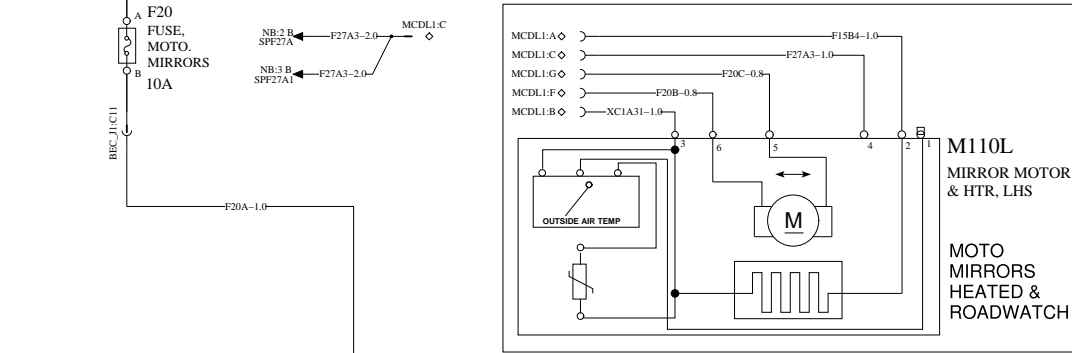 A
F20
FUSE,
MOTO.
MIRRORS
B
10A
BEC_J1:C11
F20A−1.0
NB:2 B
SPF27A
F27A3−2.0
MCDL1:C
NB:3 B
SPF27A1
F27A3−2.0
MCDL1:A
F15B4−1.0
MCDL1:C
F27A3−1.0
MCDL1:G
F20C−0.8
MCDL1:F
F20B−0.8
MCDL1:B
XC1A31−1.0
3
6
5
4
2
1
M110L
MIRROR MOTOR
& HTR, LHS
OUTSIDE AIR TEMP
M
MOTO
MIRRORS
HEATED &
ROADWATCH